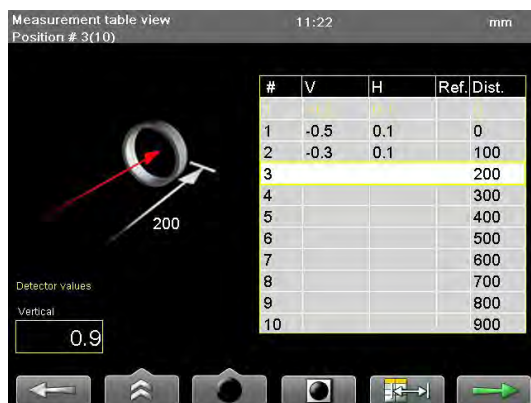 Measurement table view 11:22 mm
Position # 3(10)
# V H Ref. Dist.
1 -0.5 0.1 0
2 -0.3 0.1 100
3 200
4 300
5 400
6 500
7 600
8 700
9 800
10 900
200
Detector values
Vertical
0.9